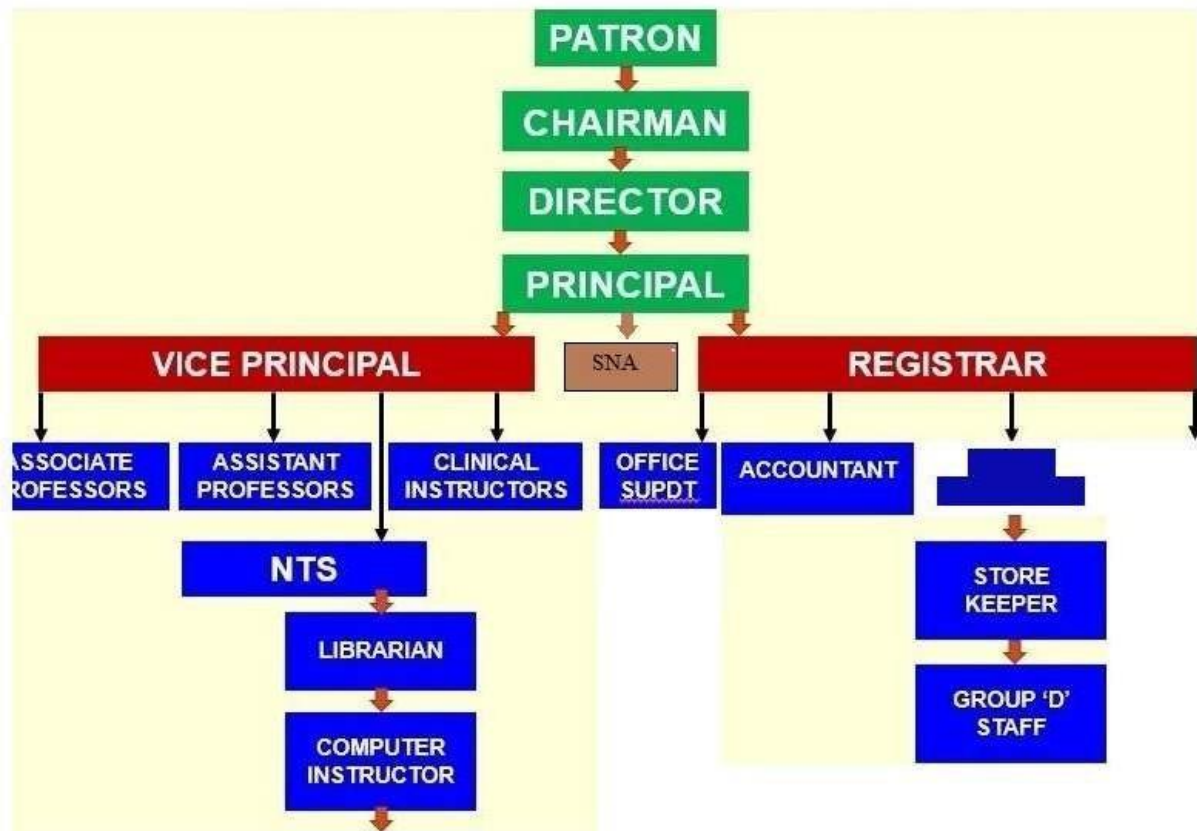 PATRON
CHAIRMAN
DIRECTOR
PRINCIPAL
VICE PRINCIPAL
SNA
REGISTRAR
ASSOCIATE
PROFESSORS
ASSISTANT
PROFESSORS
CLINICAL
INSTRUCTORS
OFFICE
SUPDT
ACCOUNTANT
NTS
LIBRARIAN
COMPUTER
INSTRUCTOR
STORE
KEEPER
GROUP ‘D’
STAFF